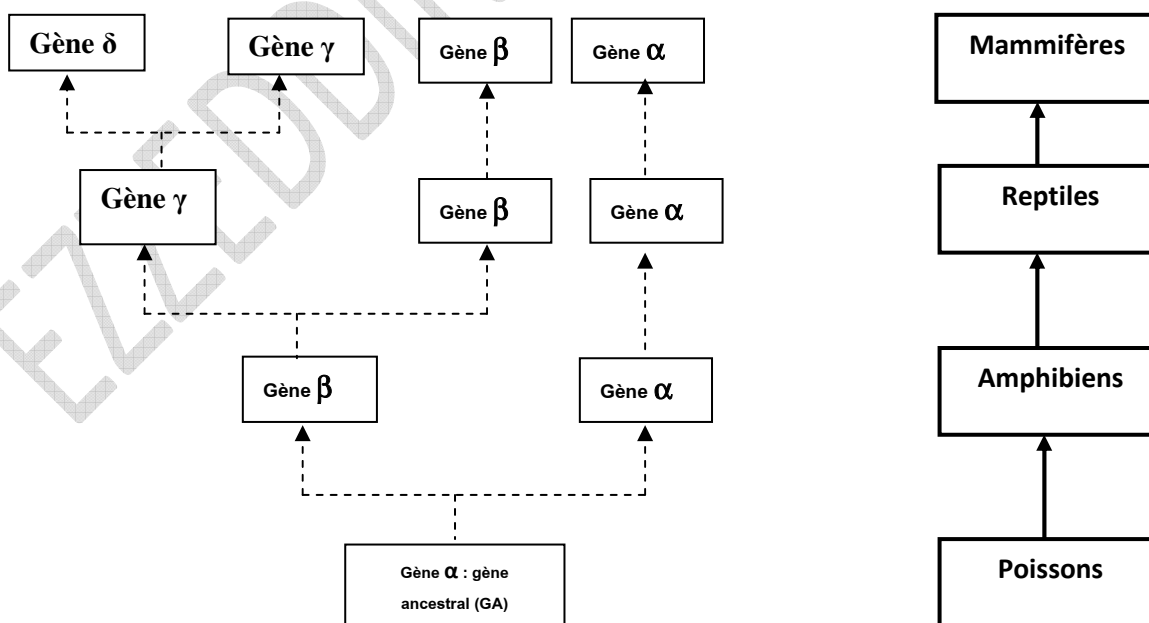 Gène δ
Gène γ
Gène β
Gène α
Mammifères
Gène γ
Gène β
Gène α
Reptiles
Gène β
Gène α
Amphibiens
Gène α : gène
ancestral (GA)
Poissons